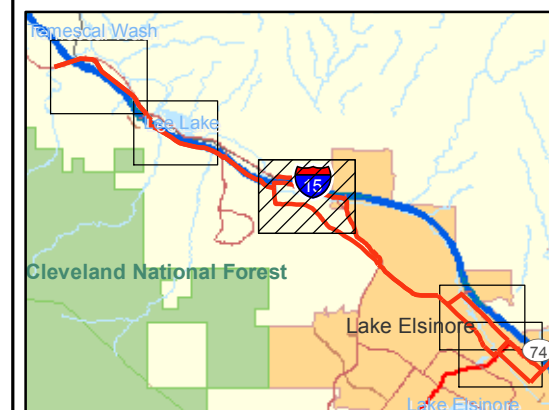 Temescal Wash
Lee Lake
15
Cleveland National Forest
Lake Elsinore
74
Lake Elsinore